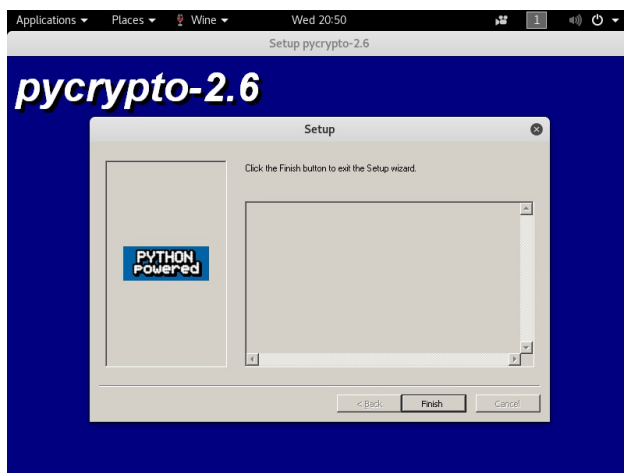 Applications Places Wine Wed 20:50 1
Setup pycrypto-2.6
pycrypto-2.6
Setup
Click the Finish button to exit the Setup wizard.
PYTHON
Powered
< Back Finish Cancel